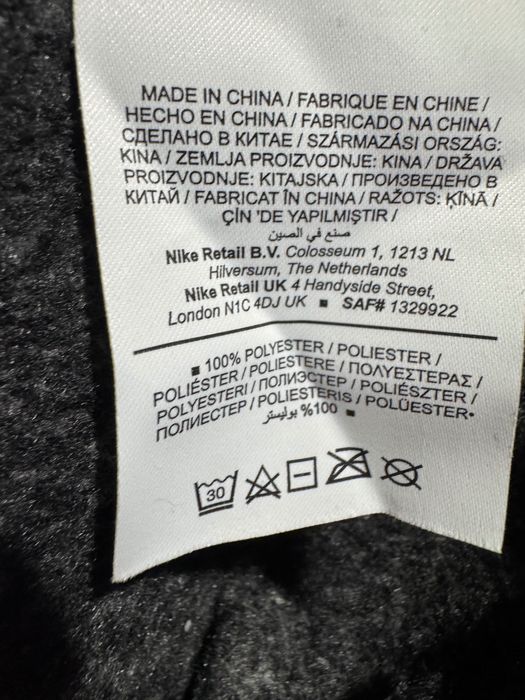 MADE IN CHINA / FABRIQUE EN CHINE /
HECHO EN CHINA / FABRICADO NA CHINA /
СДЕЛАНО В КИТАЕ / SZÁRMAZÁSI ORSZÁG:
KINA / ZEMLJA PROIZVODNJE: KINA / DRŽAVA
PROIZVODNJE: KITAJSKA / ПРОИЗВЕДЕНО В
КИТАЙ / FABRICAT ÎN CHINA / RAŽOTS: ĶĪNĀ /
ÇİN 'DE YAPILMIŞTIR /
صنع في الصين
Nike Retail B.V. Colosseum 1, 1213 NL
Hilversum, The Netherlands
Nike Retail UK 4 Handyside Street,
London N1C 4DJ UK ■ SAF# 1329922
■ 100% POLYESTER / POLIESTER /
POLIÉSTER / POLIESTERE / ΠΟΛΥΕΣΤΕΡΑΣ /
POLYESTERI / ПОЛИЭСТЕР / POLIÉSZTER /
ПОЛИЕСТЕР / POLIESTERIS / POLÜESTER•
%100 بوليستر ■
30